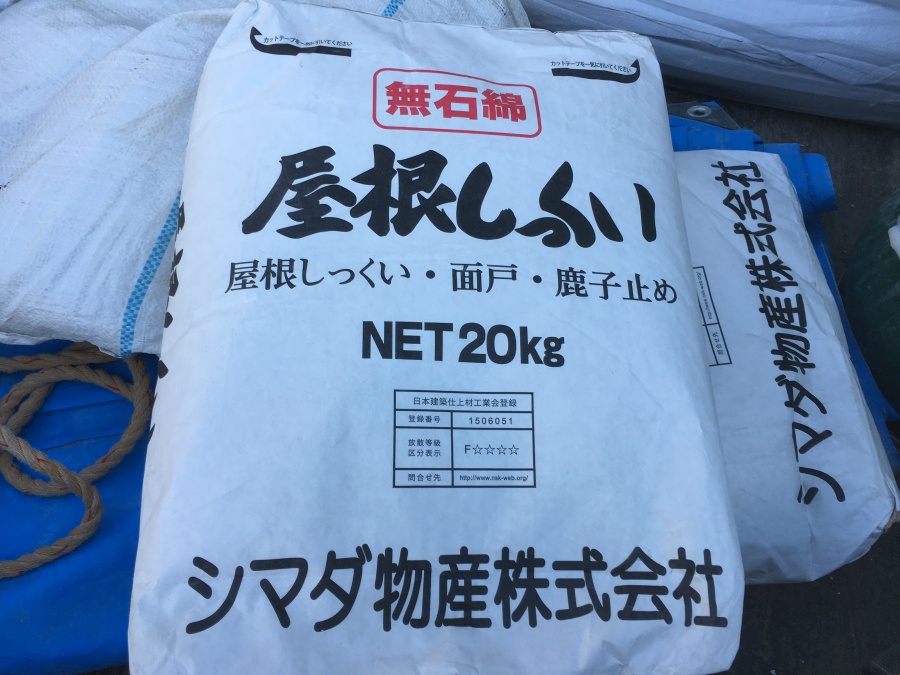 カットテープを一気に引いてください
カットテープを一気に引いてください
無石綿
屋根しっくい
屋根しっくい・面戸・鹿子止め
NET20kg
日本建築仕上材工業会登録
登録番号 1506051
放散等級
区分表示 F☆☆☆☆
問合せ先 http://www.nsk-web.org/
シマダ物産株式会社
シマダ物産株式会社
問合せ先